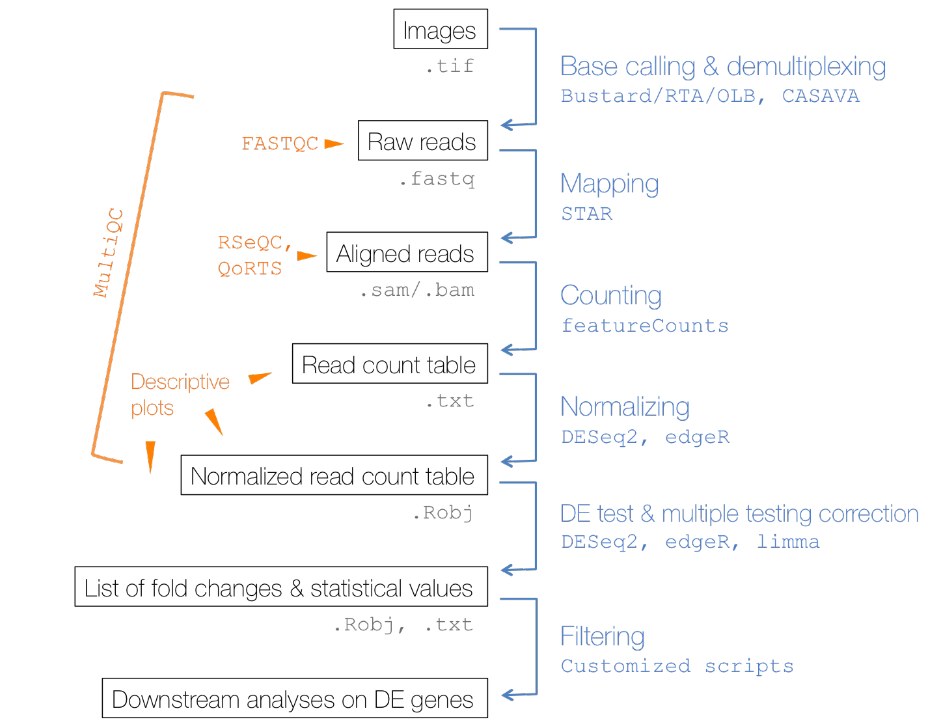 Images
.tif
Base calling & demultiplexing
Bustard/RTA/OLB, CASAVA
FASTQC
Raw reads
.fastq
Mapping
STAR
MultiQC
RSeQC,
QoRTS
Aligned reads
.sam/.bam
Counting
featureCounts
Read count table
.txt
Descriptive
plots
Normalizing
DESeq2, edgeR
Normalized read count table
.Robj
DE test & multiple testing correction
DESeq2, edgeR, limma
List of fold changes & statistical values
.Robj, .txt
Filtering
Customized scripts
Downstream analyses on DE genes